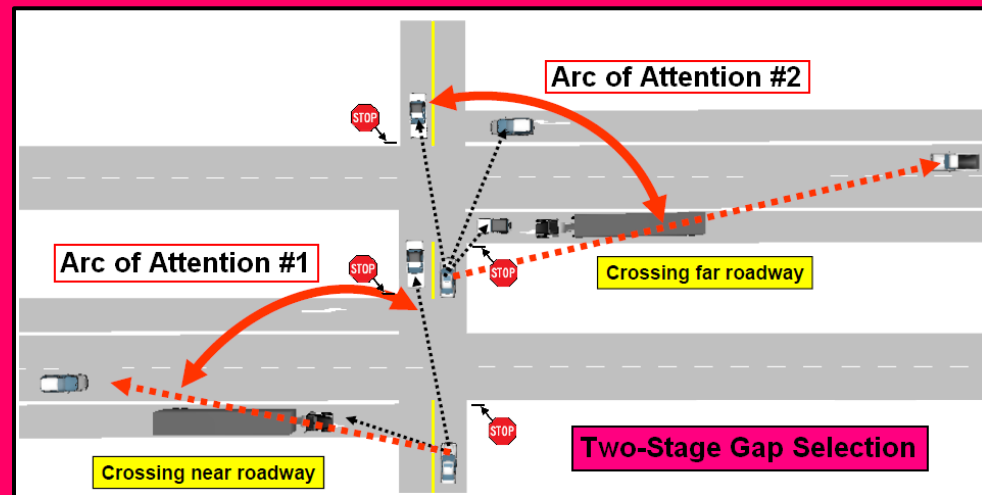 Arc of Attention #2
STOP
Arc of Attention #1
STOP
STOP
Crossing far roadway
STOP
Two-Stage Gap Selection
Crossing near roadway